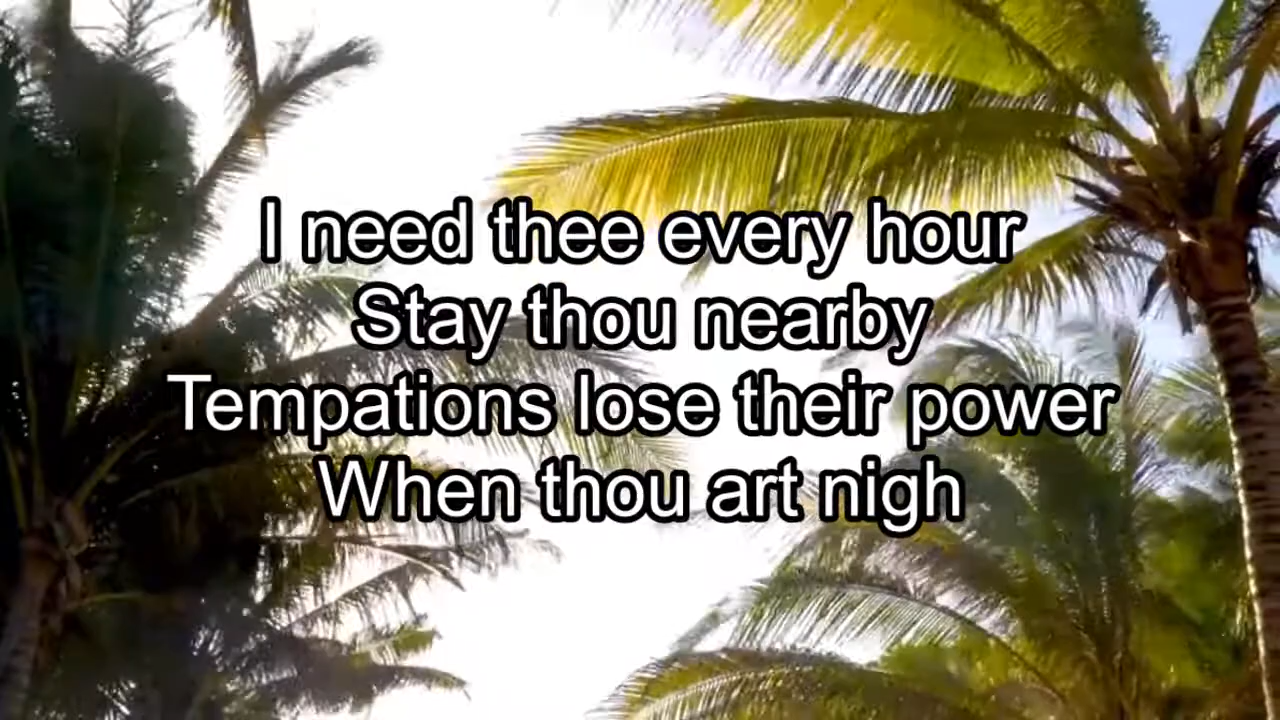 I need thee every hour
Stay thou nearby
Tempations lose their power
When thou art nigh